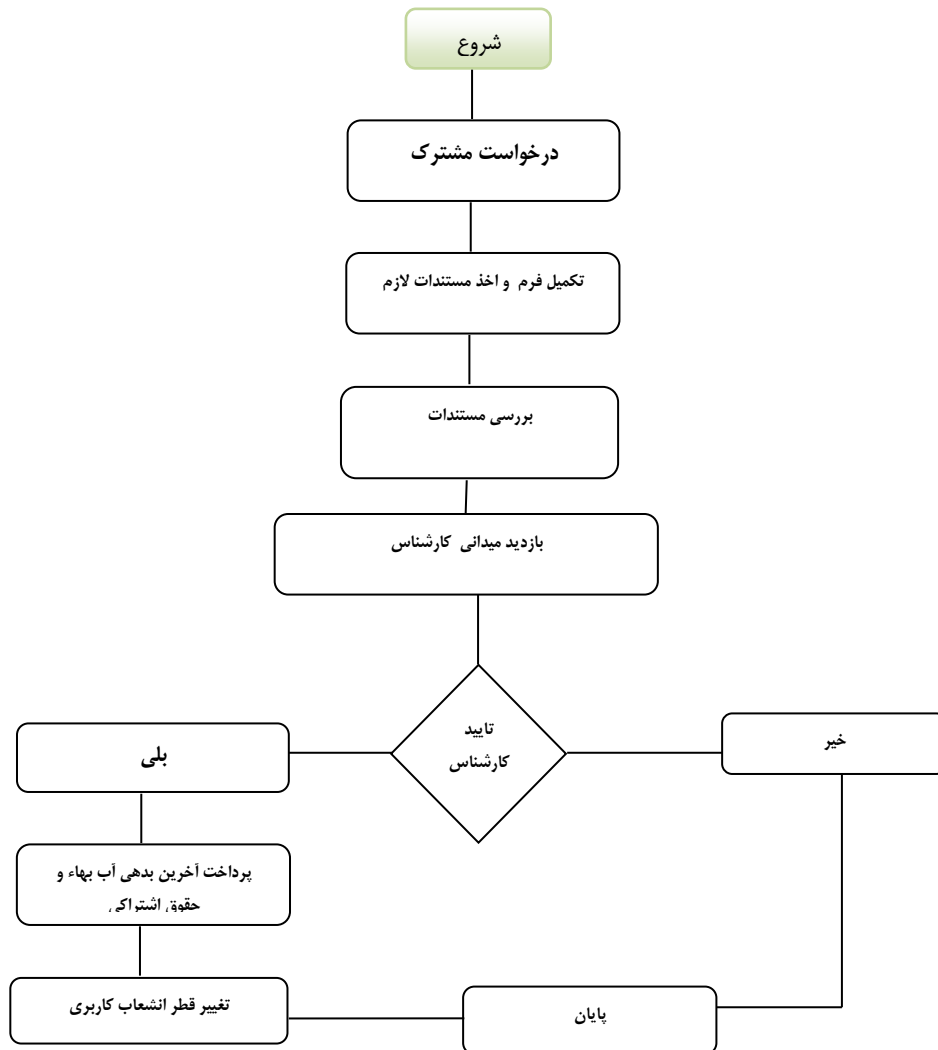 شروع
درخواست مشترک
تکمیل فرم و اخذ مستندات لازم
بررسی مستندات
بازدید میدانی کارشناس
تایید
کارشناس
بلی
خیر
پرداخت آخرین بدهی آب بهاء و
حقوق اشتراکی
تغییر قطر انشعاب کاربری
پایان